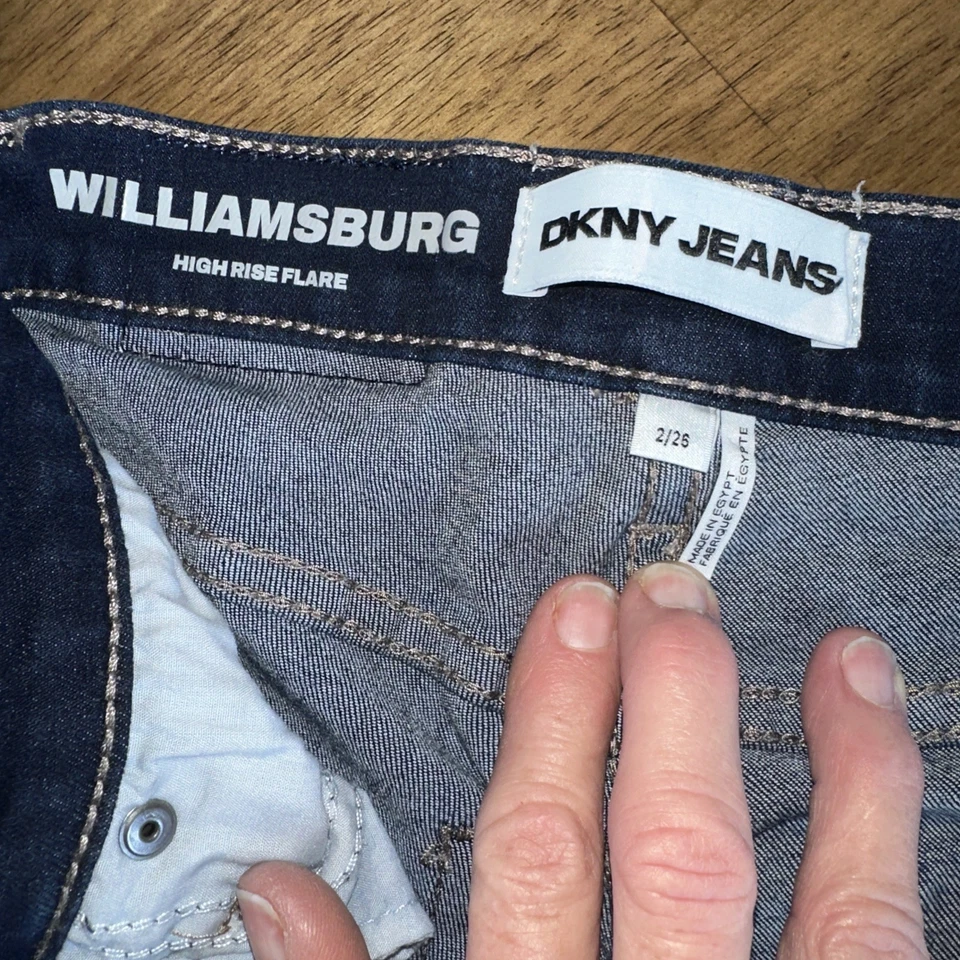 WILLIAMSBURG
HIGH RISE FLARE
DKNY JEANS
2/26
MADE IN EGYPT
FABRIQUÉ EN ÉGYPTE